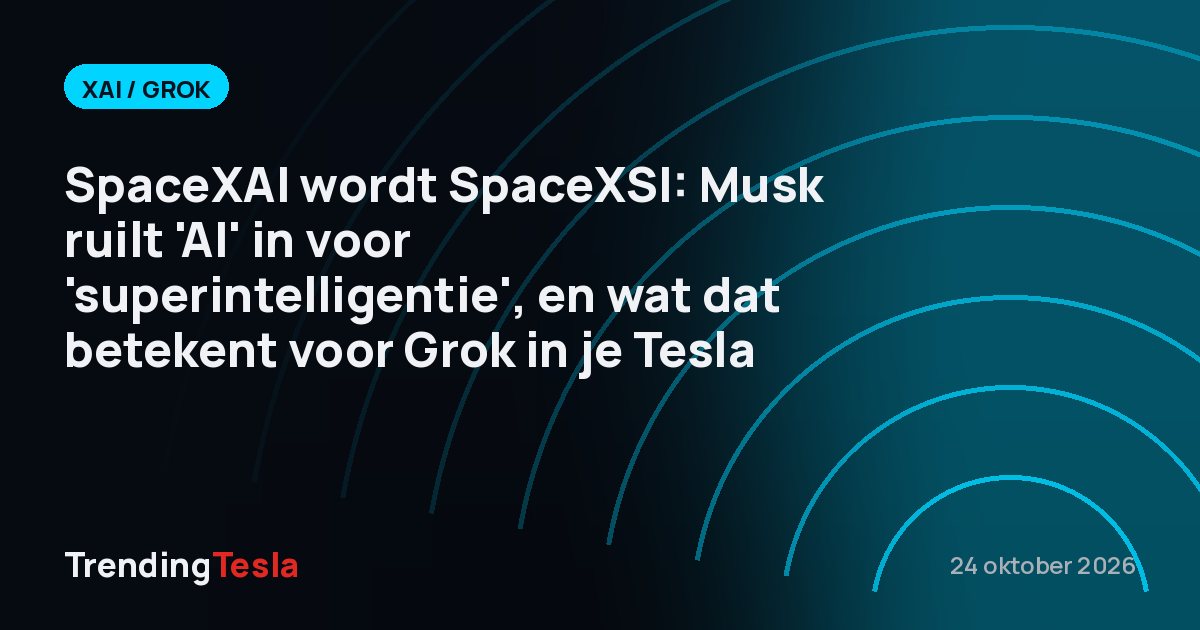 XAI / GROK
SpaceXAI wordt SpaceXSI: Musk
ruilt 'AI' in voor
'superintelligentie', en wat dat
betekent voor Grok in je Tesla
TrendingTesla
24 oktober 2026